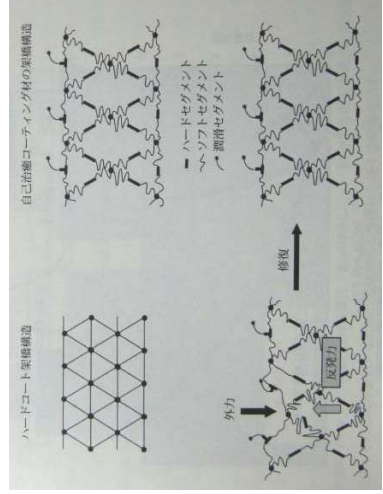 ハードコート架橋構造
自己治癒コーティング材の架橋構造
ハードセグメント
ソフトセグメント
潤滑セグメント
外力
反発力
修復